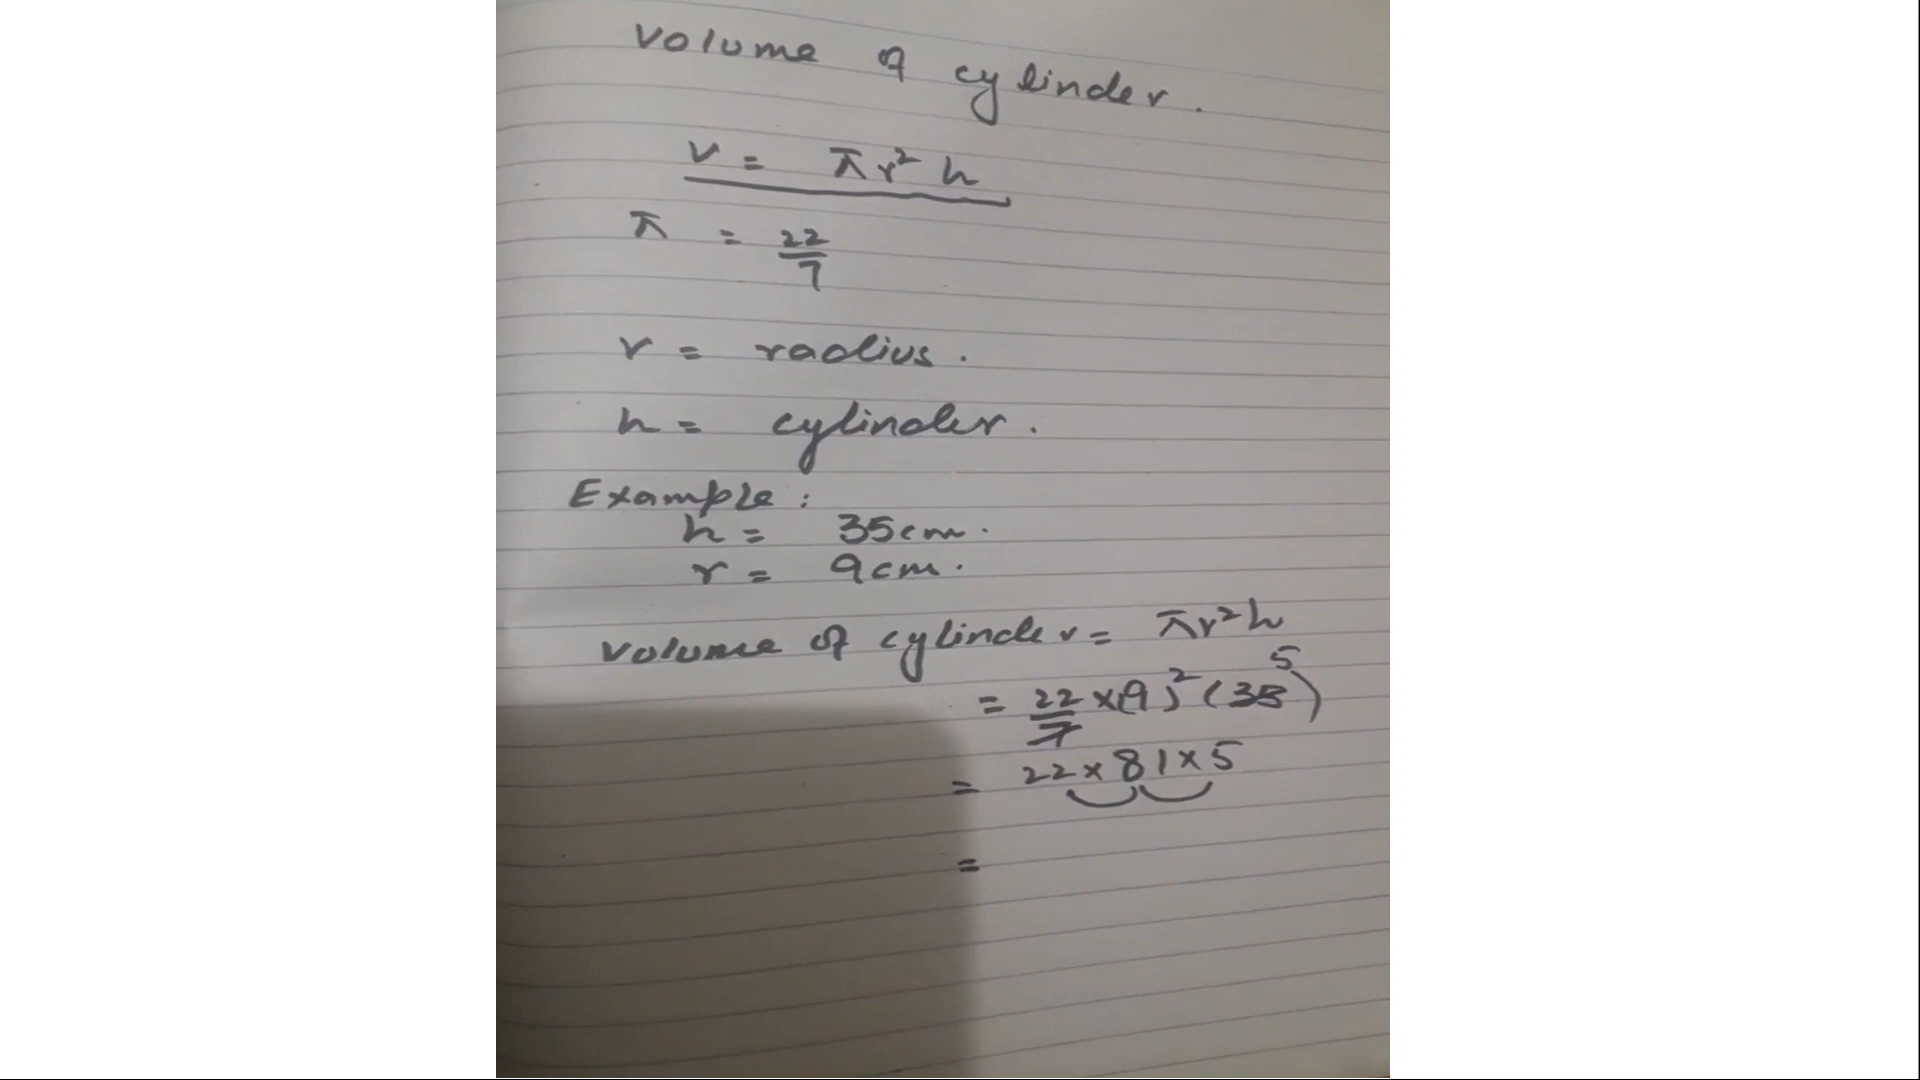 Volume of cylinder.
V = πr² h
π = 22/7
r = radius.
h = cylinder.
Example:
h = 35cm.
r = 9cm.
Volume of cylinder = πr²h
= 22/7 × (9)² (35) 5
= 22 × 81 × 5
=